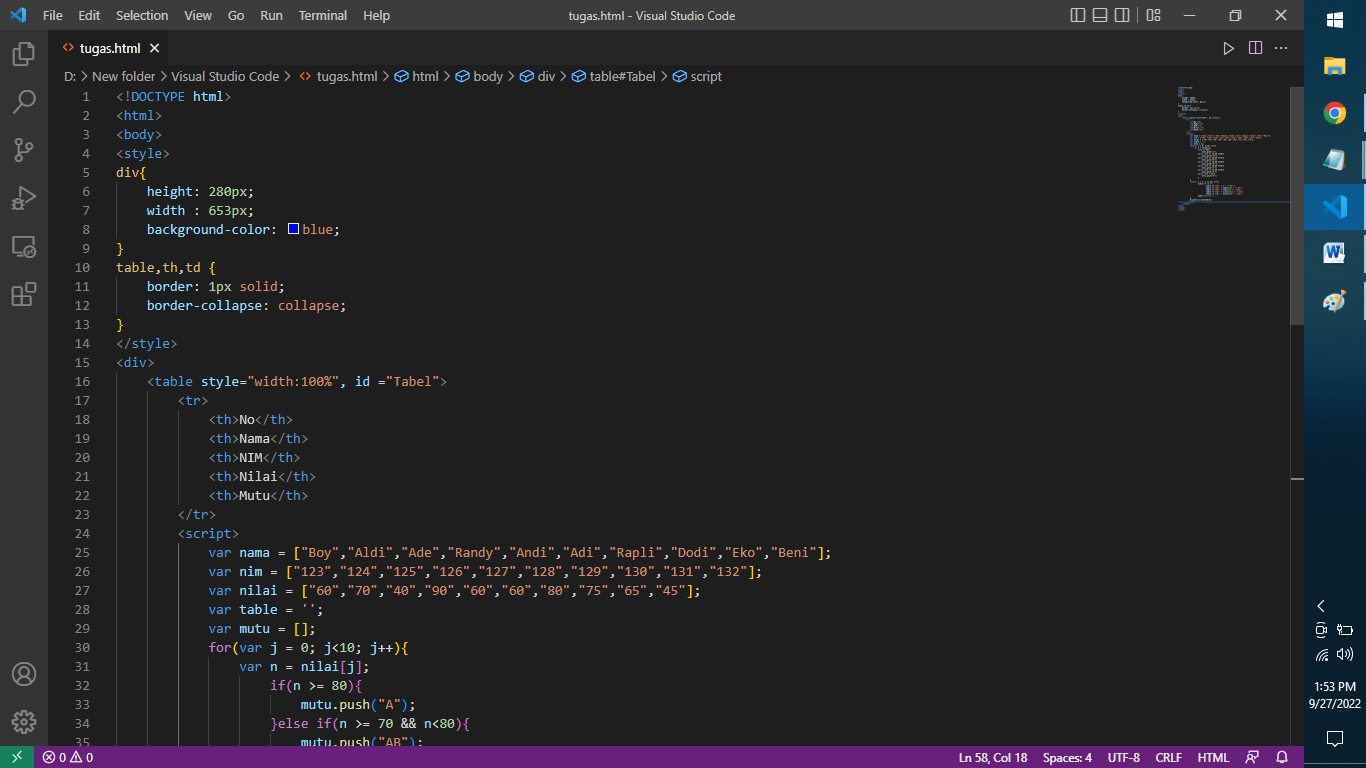 File Edit Selection View Go Run Terminal Help tugas.html - Visual Studio Code
tugas.html
D: > New folder > Visual Studio Code > tugas.html > html > body > div > table#Tabel > script
1 <!DOCTYPE html>
2 <html>
3 <body>
4 <style>
5 div{
6 height: 280px;
7 width : 653px;
8 background-color: blue;
9 }
10 table,th,td {
11 border: 1px solid;
12 border-collapse: collapse;
13 }
14 </style>
15 <div>
16 <table style="width:100%", id ="Tabel">
17 <tr>
18 <th>No</th>
19 <th>Nama</th>
20 <th>NIM</th>
21 <th>Nilai</th>
22 <th>Mutu</th>
23 </tr>
24 <script>
25 var nama = ["Boy","Aldi","Ade","Randy","Andi","Adi","Rapli","Dodi","Eko","Beni"];
26 var nim = ["123","124","125","126","127","128","129","130","131","132"];
27 var nilai = ["60","70","40","90","60","60","80","75","65","45"];
28 var table = '';
29 var mutu = [];
30 for(var j = 0; j<10; j++){
31 var n = nilai[j];
32 if(n >= 80){
33 mutu.push("A");
34 }else if(n >= 70 && n<80){
35 mutu.push("AB");
0 0 Ln 58, Col 18 Spaces: 4 UTF-8 CRLF HTML
1:53 PM
9/27/2022